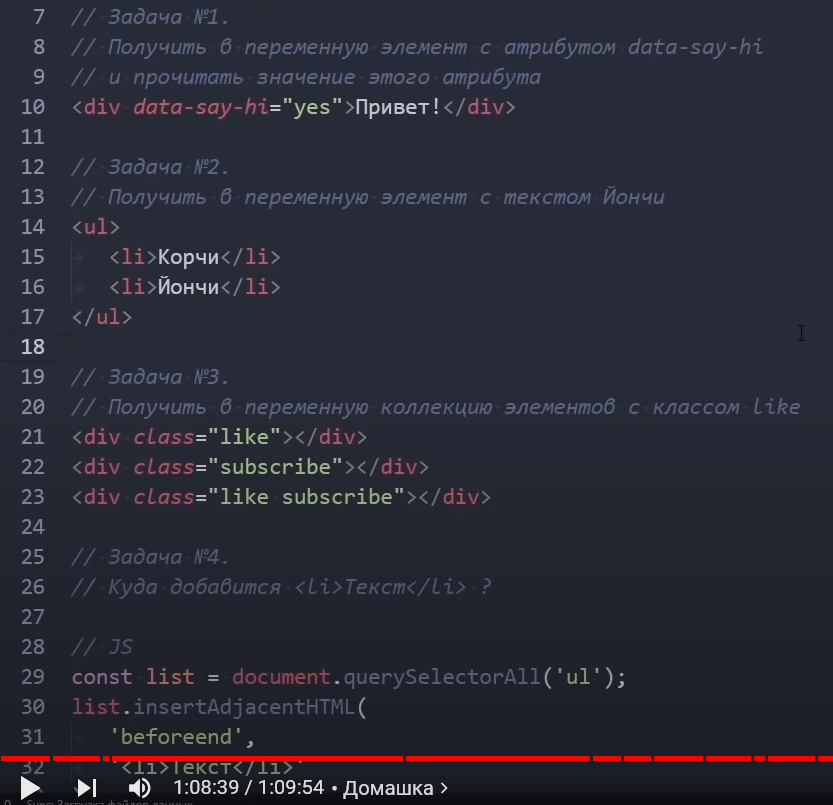 7 // Задача №1.
8 // Получить в переменную элемент с атрибутом data-say-hi
9 // и прочитать значение этого атрибута
10 <div data-say-hi="yes">Привет!</div>
11
12 // Задача №2.
13 // Получить в переменную элемент с текстом Йончи
14 <ul>
15 <li>Корчи</li>
16 <li>Йончи</li>
17 </ul>
18
19 // Задача №3.
20 // Получить в переменную коллекцию элементов с классом like
21 <div class="like"></div>
22 <div class="subscribe"></div>
23 <div class="like subscribe"></div>
24
25 // Задача №4.
26 // Куда добавится <li>Текст</li> ?
27
28 // JS
29 const list = document.querySelectorAll('ul');
30 list.insertAdjacentHTML(
31 'beforeend',
32 '<li>Текст</li>'
1:08:39 / 1:09:54 • Домашка >